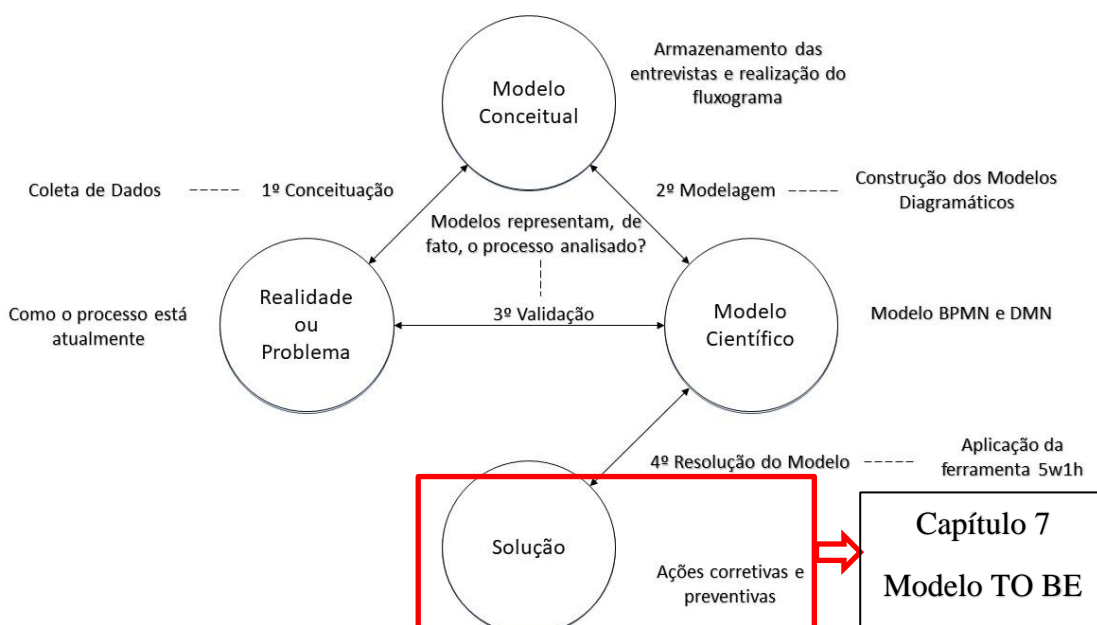 Modelo
Conceitual
Armazenamento das
entrevistas e realização do
fluxograma
Coleta de Dados
1º Conceituação
2º Modelagem
Construção dos Modelos
Diagramáticos
Modelos representam, de
fato, o processo analisado?
Como o processo está
atualmente
Realidade
ou
Problema
3º Validação
Modelo
Científico
Modelo BPMN e DMN
4º Resolução do Modelo
Aplicação da
ferramenta 5w1h
Solução
Ações corretivas e
preventivas
Capítulo 7
Modelo TO BE